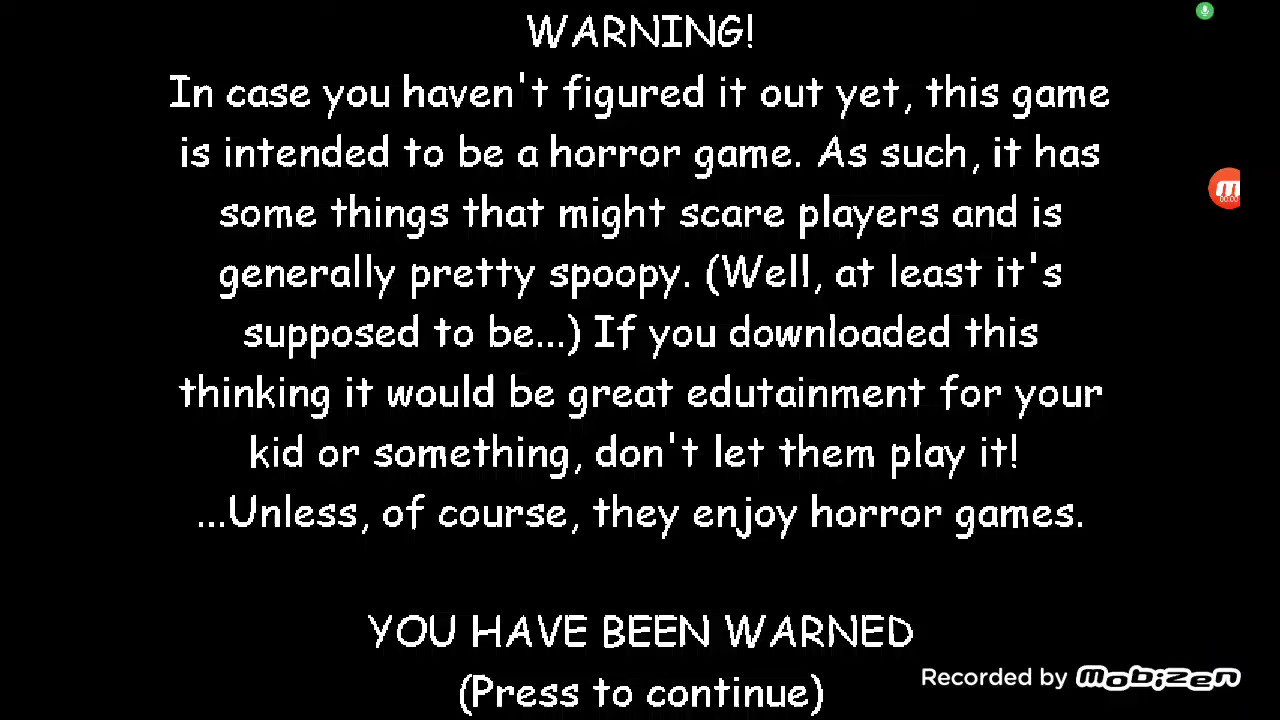 WARNING!
In case you haven't figured it out yet, this game
is intended to be a horror game. As such, it has
some things that might scare players and is
generally pretty spoopy. (Well, at least it's
supposed to be...) If you downloaded this
thinking it would be great edutainment for your
kid or something, don't let them play it!
...Unless, of course, they enjoy horror games.
YOU HAVE BEEN WARNED
(Press to continue)
Recorded by mobizen
m
00:00